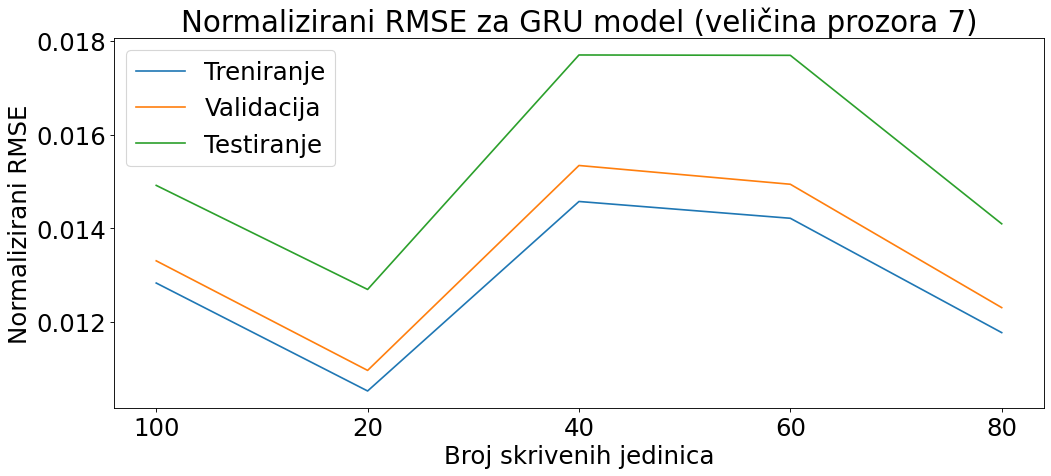 Normalizirani RMSE za GRU model (veličina prozora 7)
Normalizirani RMSE
0.018
0.016
0.014
0.012
Treniranje
Validacija
Testiranje
100 20 40 60 80
Broj skrivenih jedinica